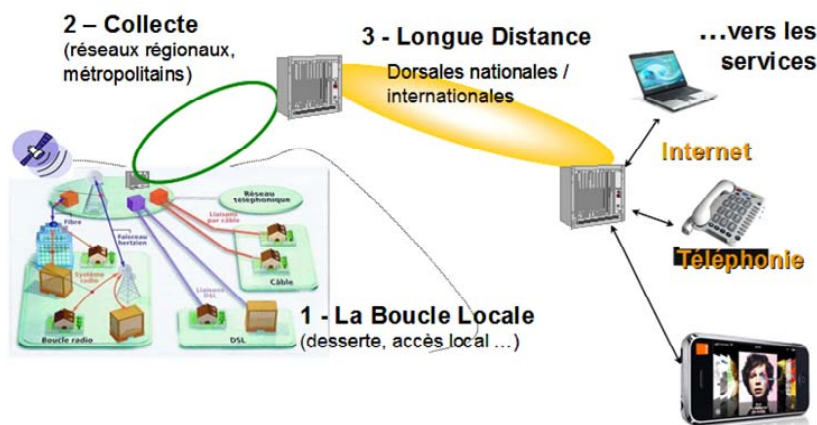 2 – Collecte
(réseaux régionaux,
métropolitains)
3 - Longue Distance
Dorsales nationales /
internationales
…vers les
services
Internet
Téléphonie
Réseau
téléphonique
Liaisons
par câble
Fibre
Faisceau
hertzien
Système
radio
Câble
Liaisons
DSL
Boucle radio
DSL
1 - La Boucle Locale
(desserte, accès local …)